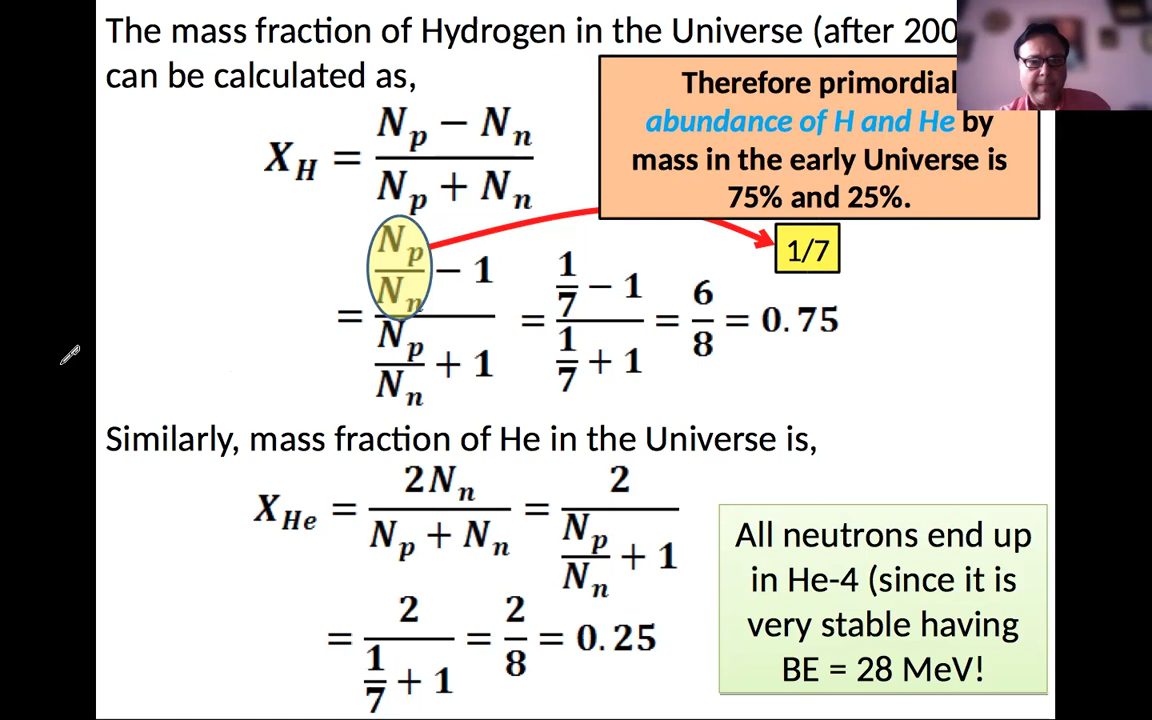 The mass fraction of Hydrogen in the Universe (after 200
can be calculated as,
Therefore primordial
abundance of H and He by
mass in the early Universe is
75% and 25%.
X_H = (N_p − N_n) / (N_p + N_n)
1/7
= (N_p/N_n − 1) / (N_p/N_n + 1) = (1/7 − 1) / (1/7 + 1) = 6/8 = 0.75
Similarly, mass fraction of He in the Universe is,
X_He = 2N_n / (N_p + N_n) = 2 / (N_p/N_n + 1)
= 2 / (1/7 + 1) = 2/8 = 0.25
All neutrons end up
in He-4 (since it is
very stable having
BE = 28 MeV!